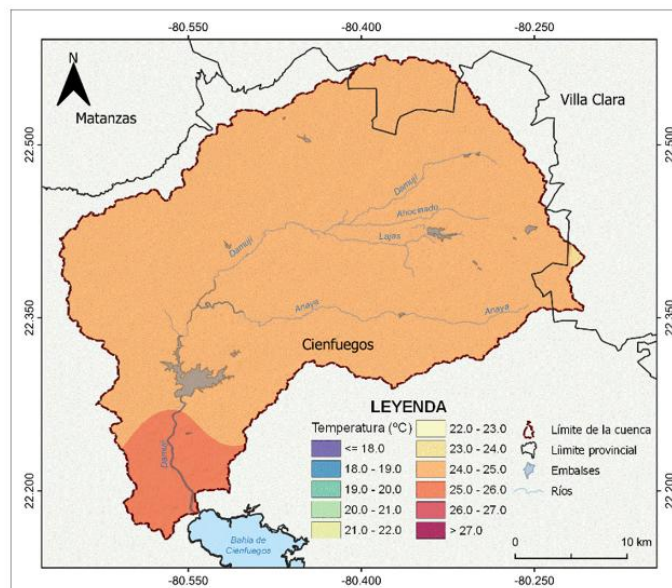 -80.550
-80.400
-80.250
N
Matanzas
Villa Clara
22.500
22.500
Damují
Ahocinado
Damují
Lajas
Anaya
Anaya
22.350
22.350
Cienfuegos
LEYENDA
Temperatura (ºC)
<= 18.0
18.0 - 19.0
19.0 - 20.0
20.0 - 21.0
21.0 - 22.0
22.0 - 23.0
23.0 - 24.0
24.0 - 25.0
25.0 - 26.0
26.0 - 27.0
> 27.0
Límite de la cuenca
Límite provincial
Embalses
Ríos
Damují
22.200
22.200
Bahía de
Cienfuegos
0
10 km
-80.550
-80.400
-80.250